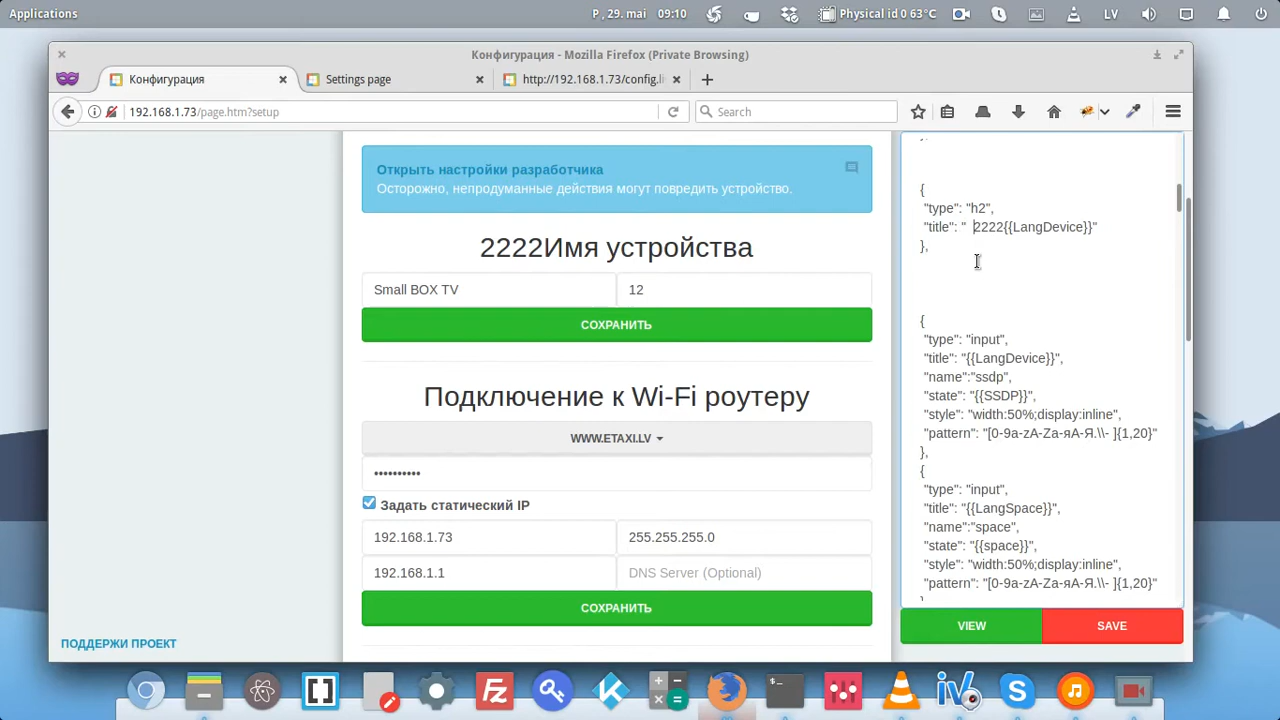 Applications
P , 29. mai 09:10
Physical id 0 63°C
LV
Конфигурация - Mozilla Firefox (Private Browsing)
Конфигурация
Settings page
http://192.168.1.73/config.li
192.168.1.73/page.htm?setup
Search
Открыть настройки разработчика
Осторожно, непродуманные действия могут повредить устройство.
2222Имя устройства
Small BOX TV
12
СОХРАНИТЬ
Подключение к Wi-Fi роутеру
WWW.ETAXI.LV
••••••••••
Задать статический IP
192.168.1.73
255.255.255.0
192.168.1.1
DNS Server (Optional)
СОХРАНИТЬ
ПОДДЕРЖИ ПРОЕКТ
{
"type": "h2",
"title": " 2222{{LangDevice}}"
},
{
"type": "input",
"title": "{{LangDevice}}",
"name":"ssdp",
"state": "{{SSDP}}",
"style": "width:50%;display:inline",
"pattern": "[0-9a-zA-Zа-яА-Я.\\- ]{1,20}"
},
{
"type": "input",
"title": "{{LangSpace}}",
"name":"space",
"state": "{{space}}",
"style": "width:50%;display:inline",
"pattern": "[0-9a-zA-Zа-яА-Я.\\- ]{1,20}"
VIEW
SAVE